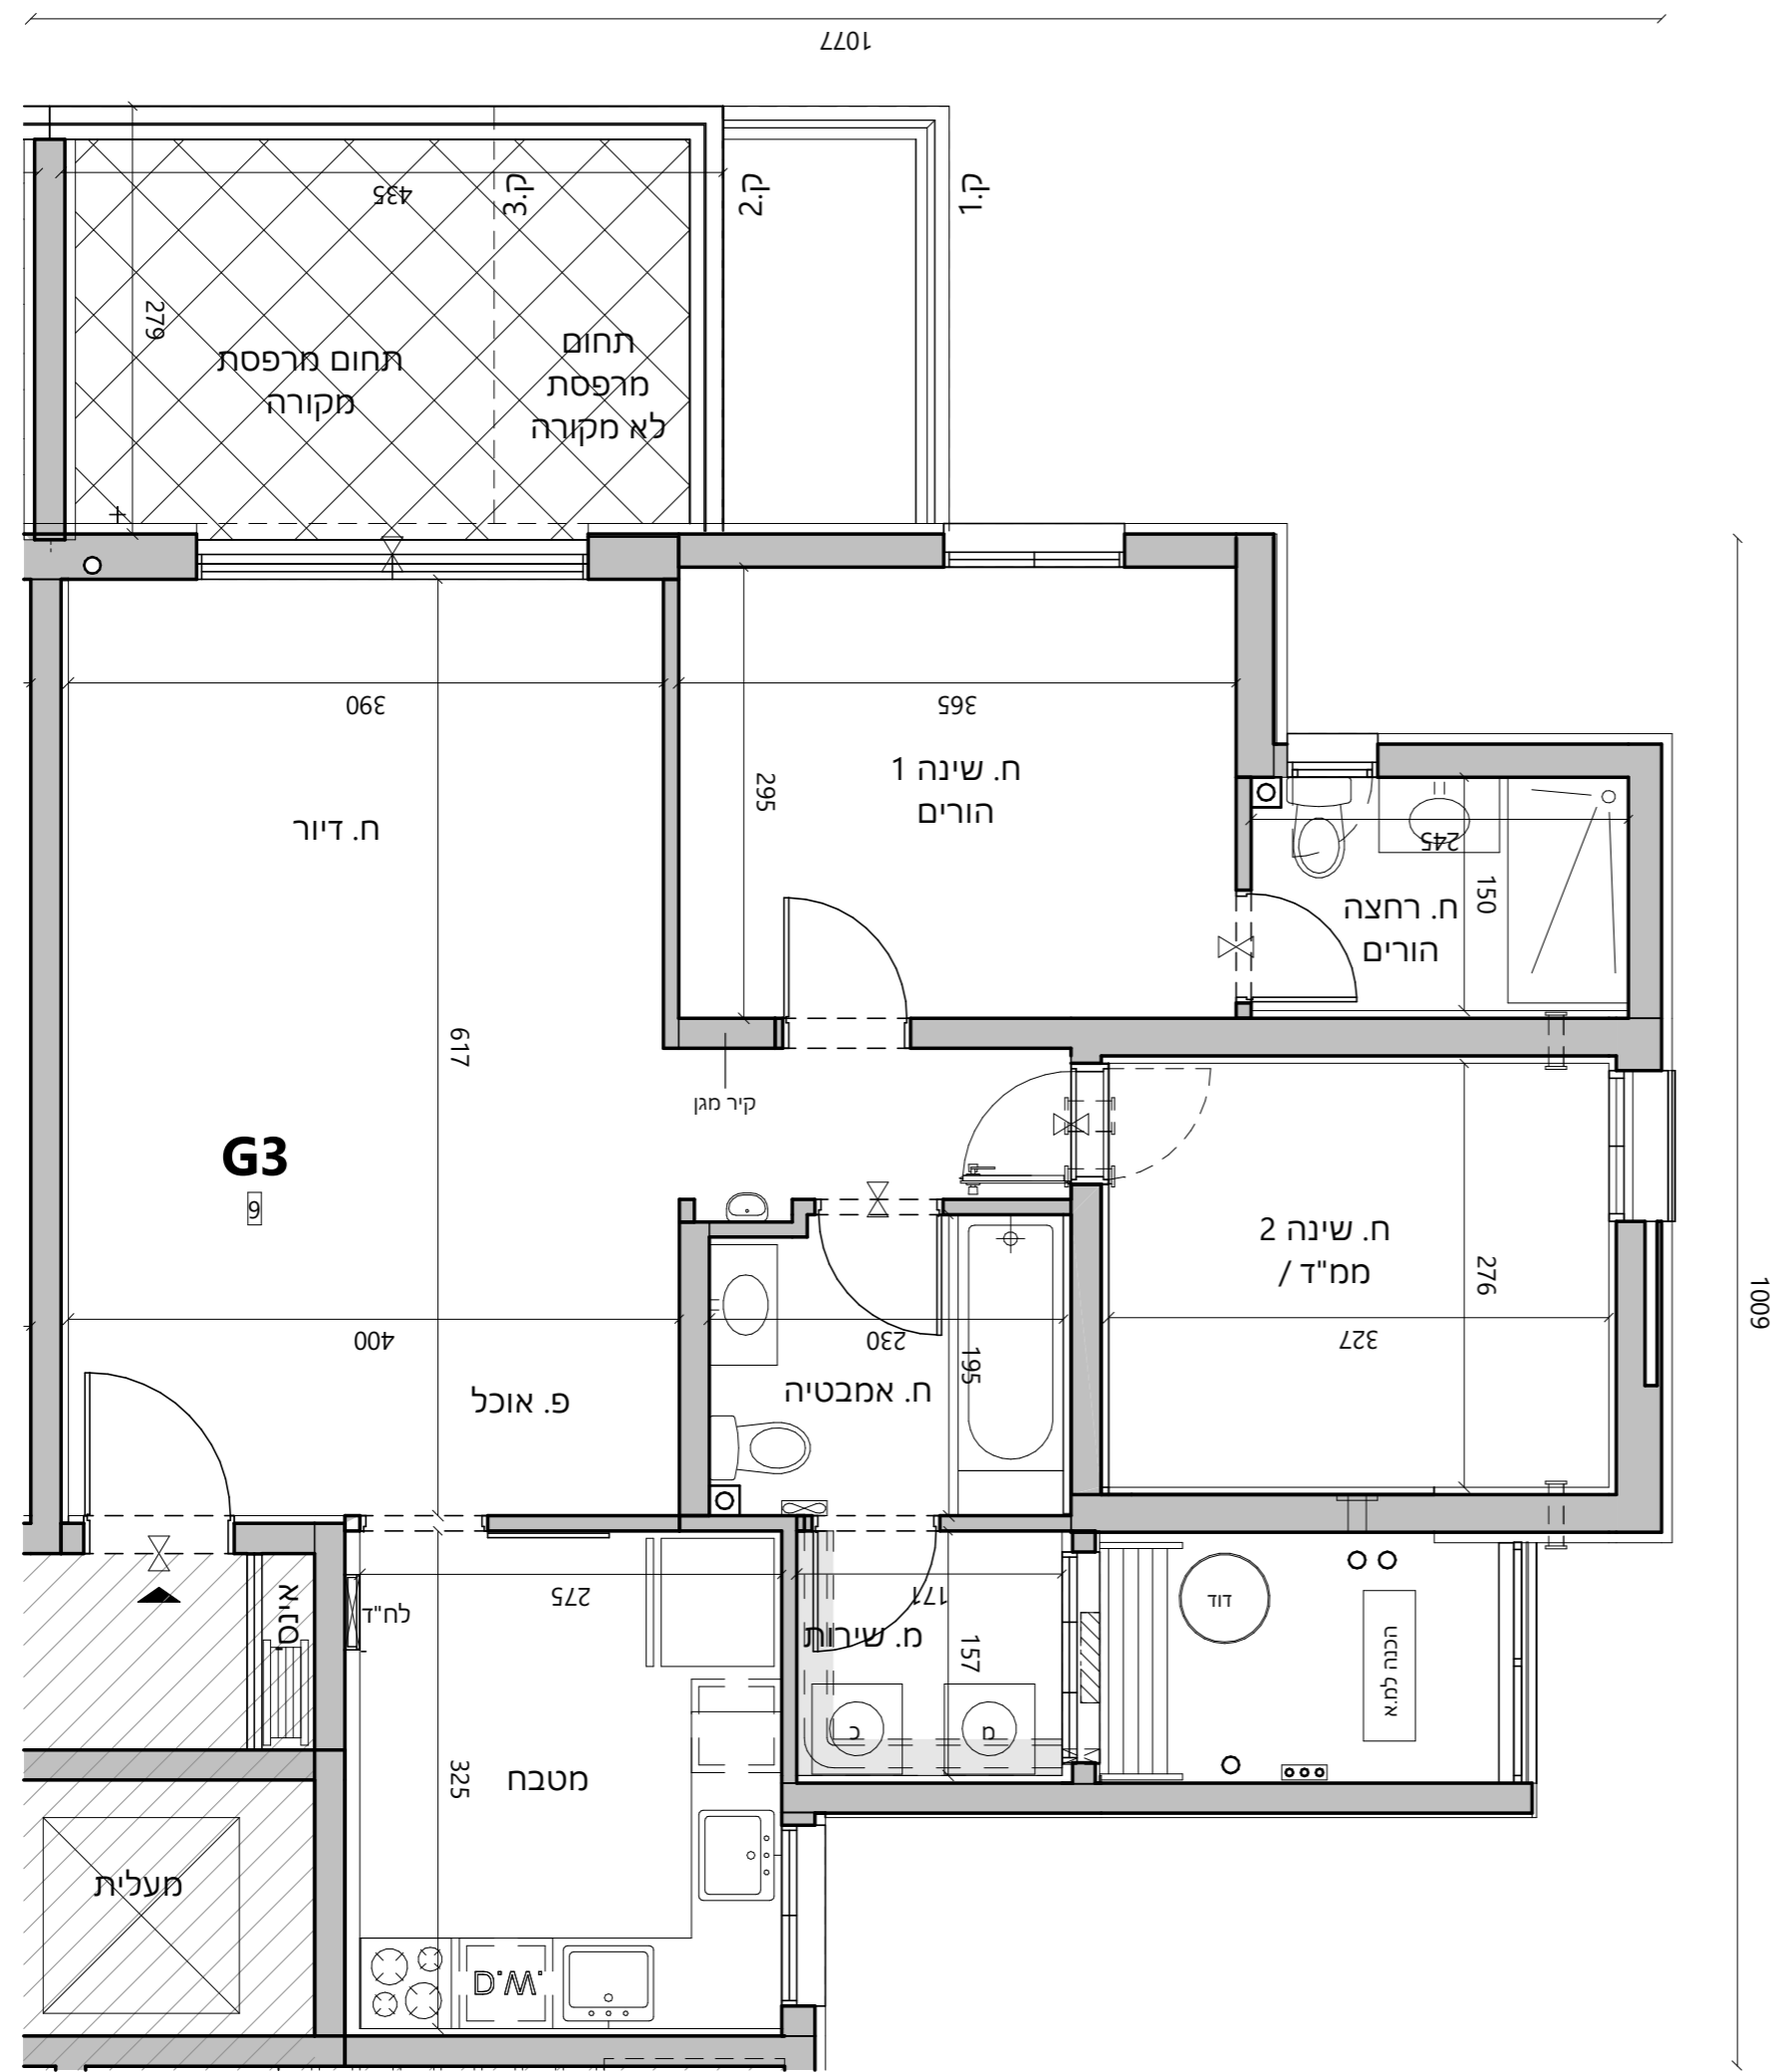 1077
ק.3
ק.2
ק.1
435
279
תחום מרפסת
מקורה
תחום
מרפסת
לא מקורה
390
365
ח. שינה 1
הורים
295
ח. דיור
245
150
ח. רחצה
הורים
617
קיר מגן
G3
9
ח. שינה 2
/ ממ"ד
276
327
1009
400
230
195
פ. אוכל
ח. אמבטיה
אינס'
לח"ד
275
171
מ. שירות
157
דוד
הכנה למ.א
כ
מ
325
מטבח
מעלית
D.W.